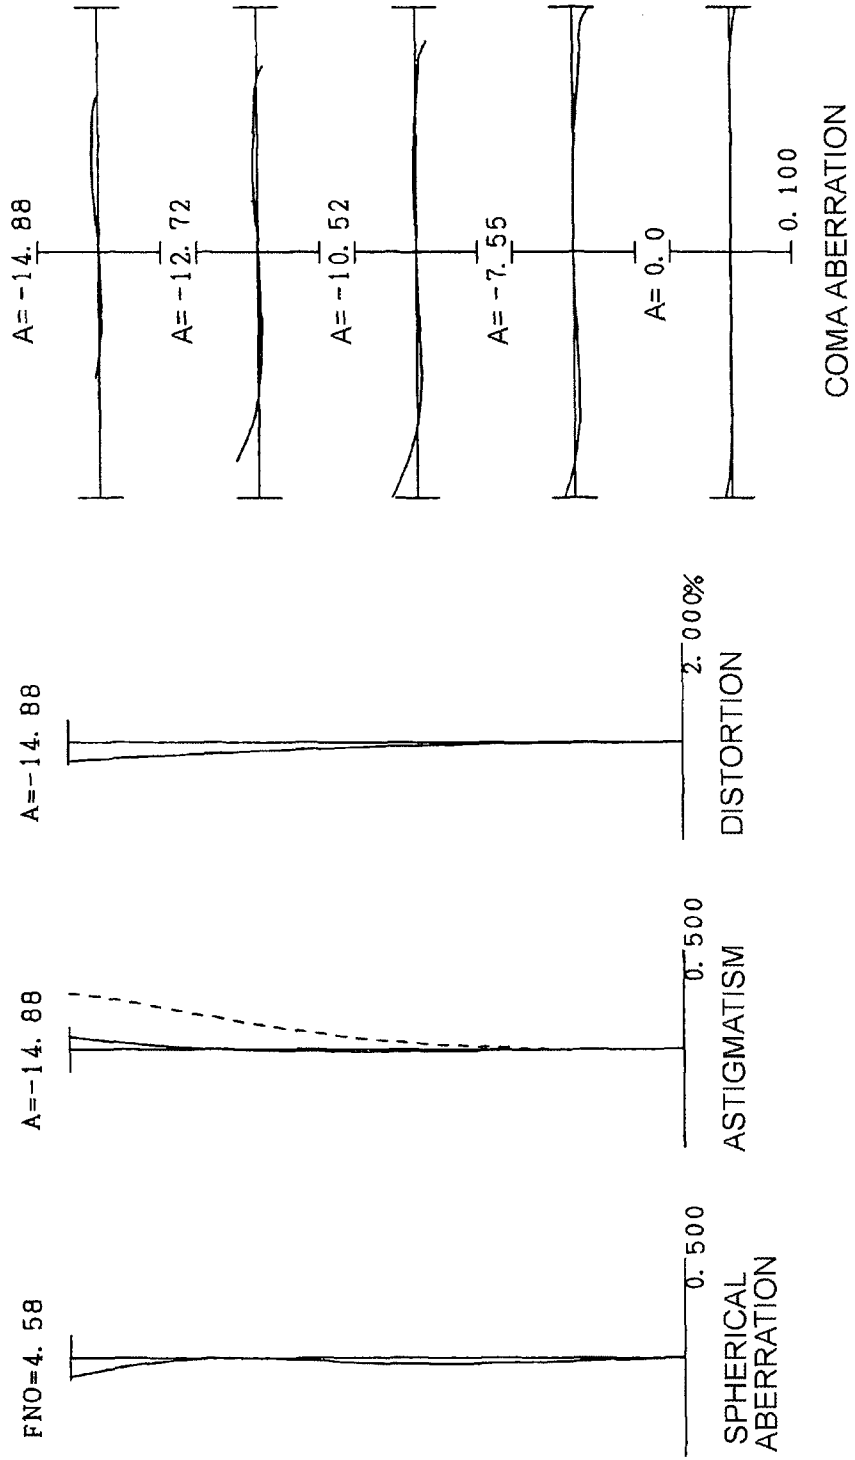 FNO=4. 58
0. 500
SPHERICAL
ABERRATION
A=-14. 88
0. 500
ASTIGMATISM
A=-14. 88
2. 000%
DISTORTION
A=-14. 88
A=-12. 72
A=-10. 52
A=-7. 55
A= 0. 0
0. 100
COMA ABERRATION